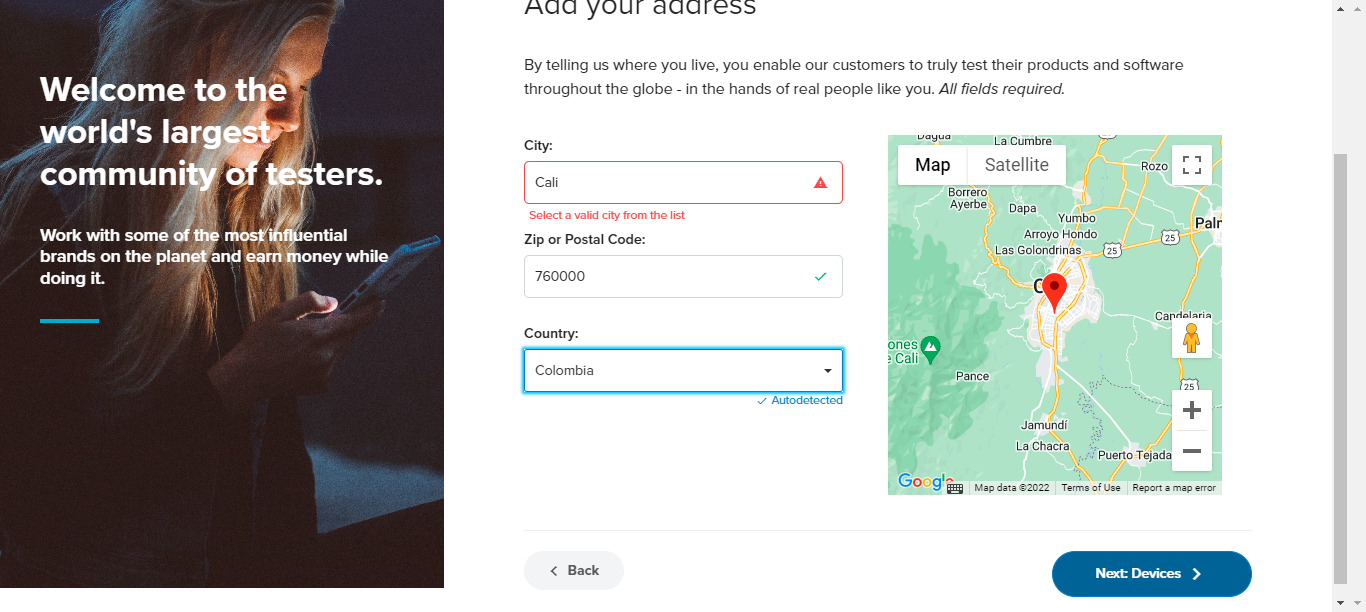 Add your address
Welcome to the
world's largest
community of testers.
Work with some of the most influential
brands on the planet and earn money while
doing it.
By telling us where you live, you enable our customers to truly test their products and software
throughout the globe - in the hands of real people like you. All fields required.
City:
Cali
Select a valid city from the list
Zip or Postal Code:
760000
Country:
Colombia
Autodetected
Map
Satellite
Dagua
La Cumbre
Rozo
Borrero
Ayerbe
Dapa
Yumbo
Arroyo Hondo
Las Golondrinas
25
25
Candelaria
Pance
25
Jamundí
La Chacra
Puerto Tejada
Google
Map data ©2022
Terms of Use
Report a map error
Back
Next: Devices